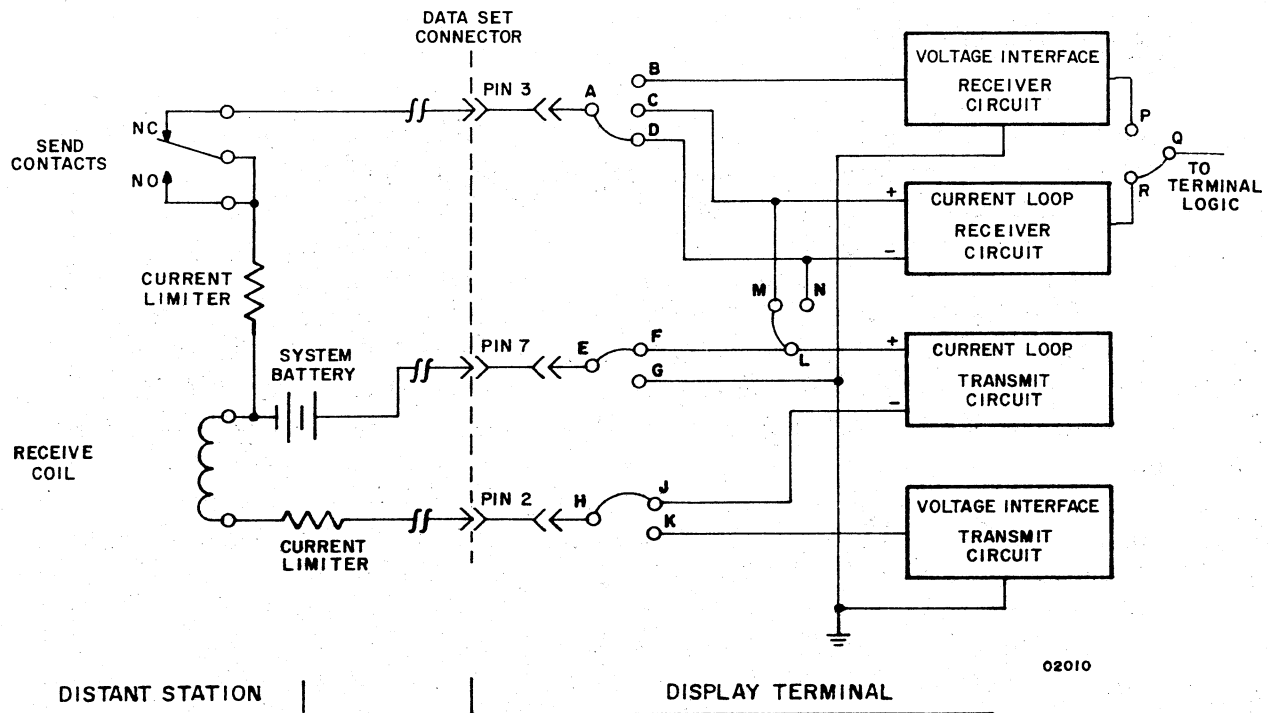 DATA SET
CONNECTOR
SEND
CONTACTS
NC
NO
CURRENT
LIMITER
SYSTEM
BATTERY
RECEIVE
COIL
CURRENT
LIMITER
PIN 3
PIN 7
PIN 2
A
B
C
D
E
F
G
H
J
K
L
M
N
VOLTAGE INTERFACE
RECEIVER
CIRCUIT
+
CURRENT LOOP
RECEIVER
CIRCUIT
-
P
Q
R
TO
TERMINAL
LOGIC
+
CURRENT LOOP
TRANSMIT
CIRCUIT
-
VOLTAGE INTERFACE
TRANSMIT
CIRCUIT
02010
DISTANT STATION
DISPLAY TERMINAL